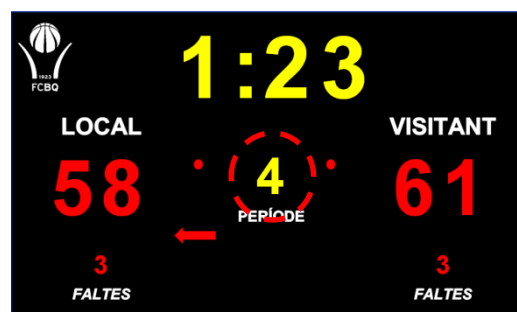 1923
FCBQ
1:23
LOCAL
VISITANT
58
4
61
PERÍODE
3
3
FALTES
FALTES